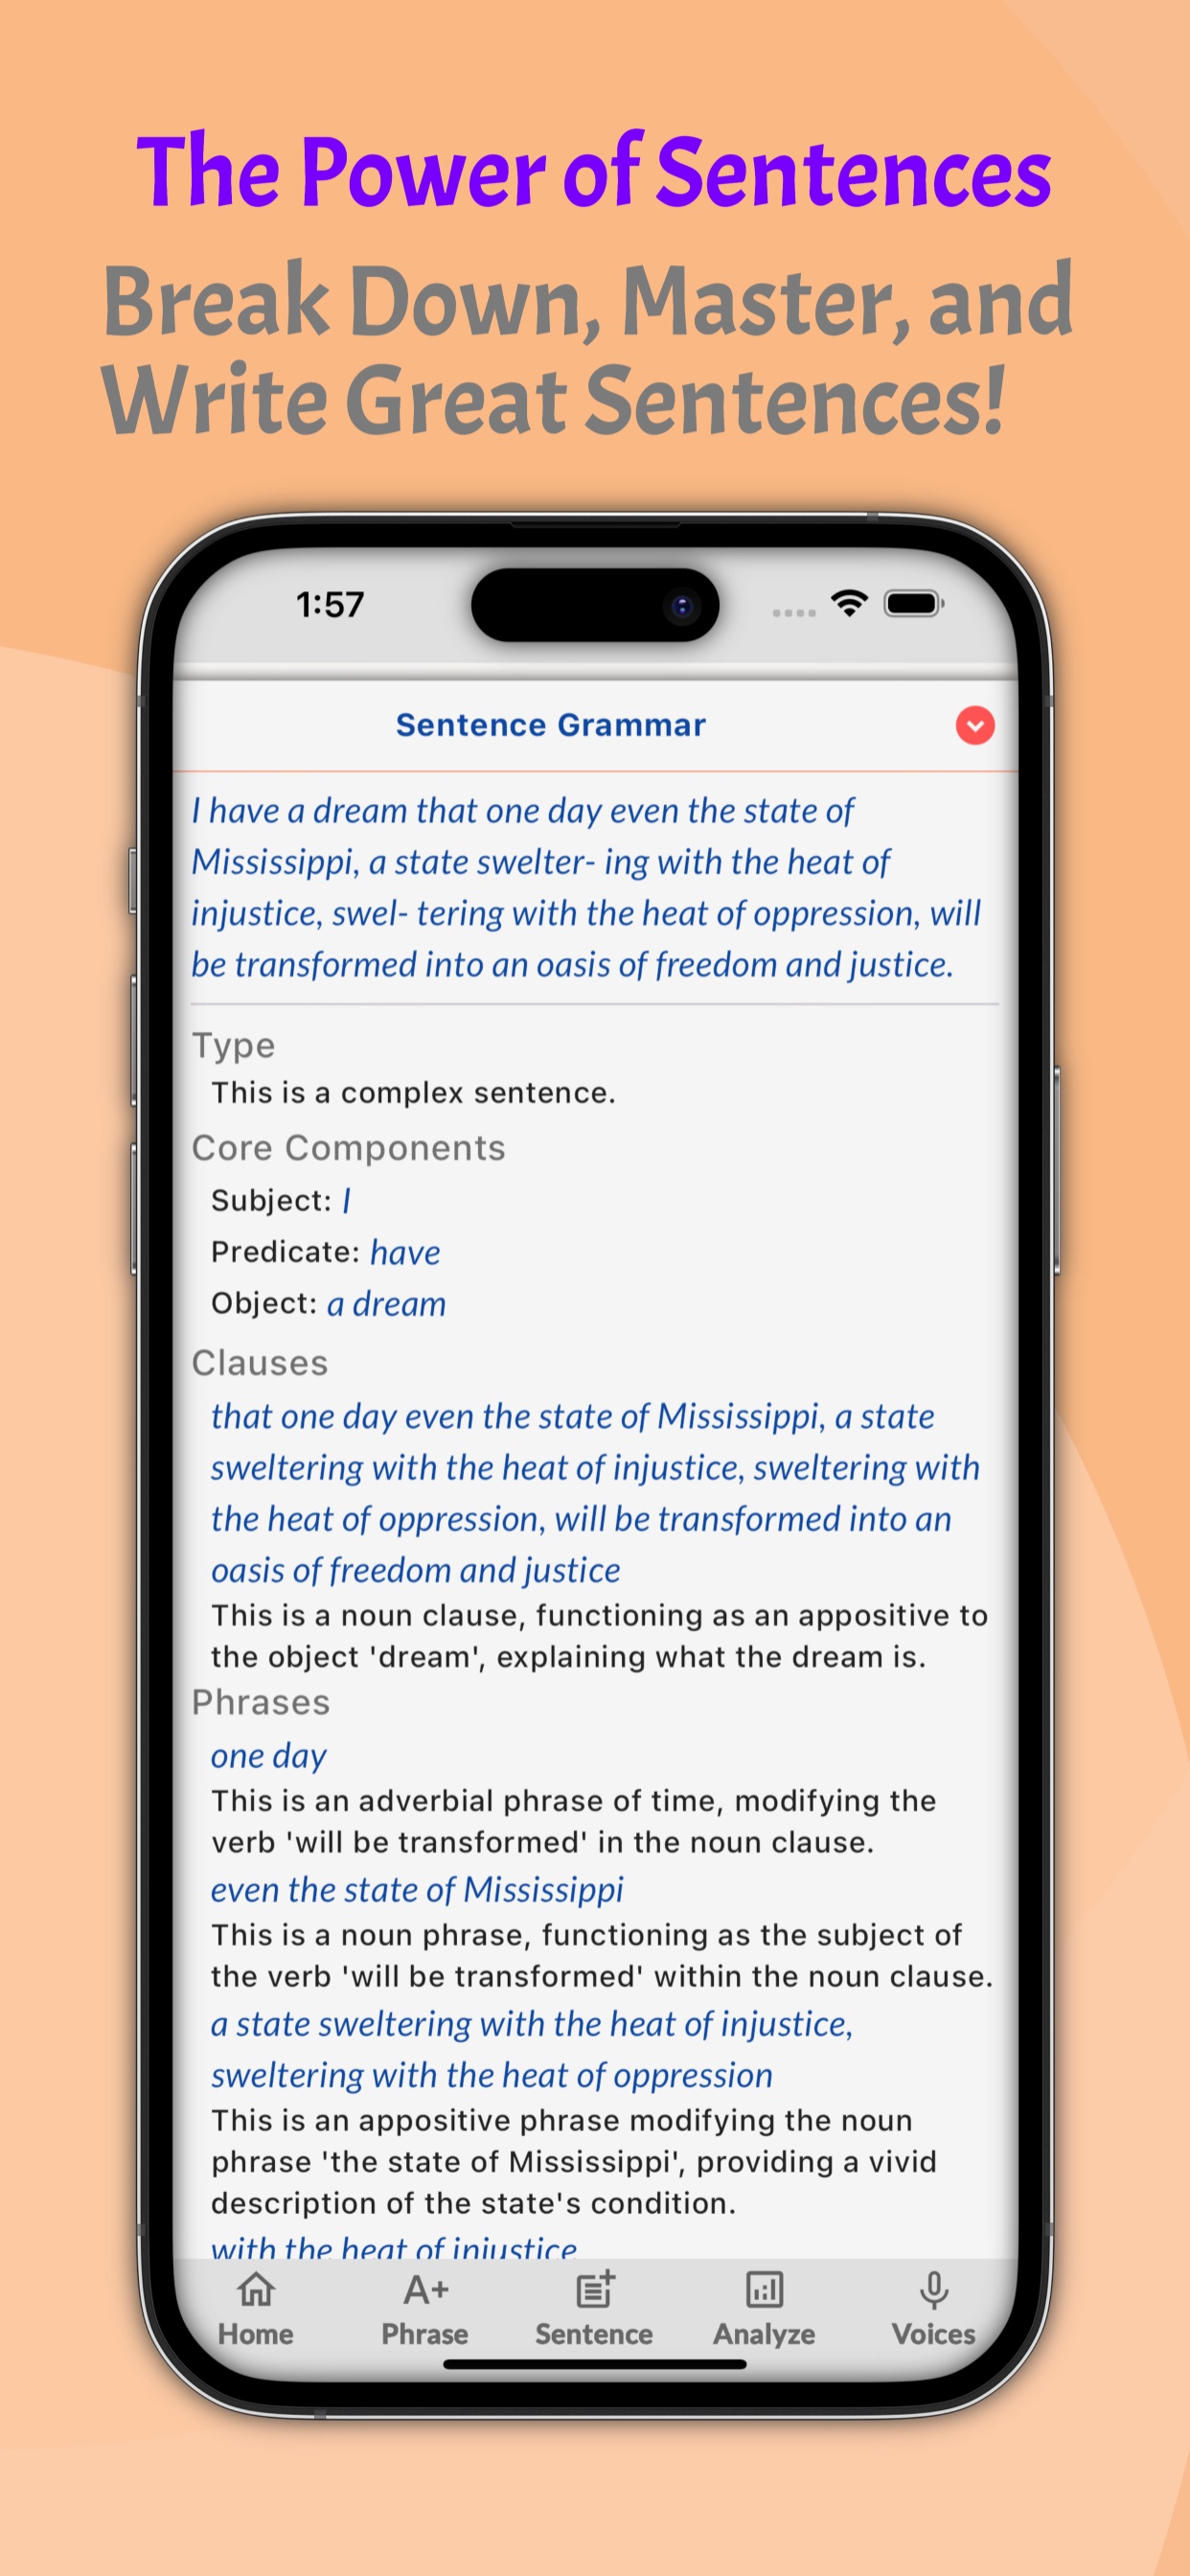 The Power of Sentences
Break Down, Master, and
Write Great Sentences!
1:57
Sentence Grammar
I have a dream that one day even the state of
Mississippi, a state swelter- ing with the heat of
injustice, swel- tering with the heat of oppression, will
be transformed into an oasis of freedom and justice.
Type
This is a complex sentence.
Core Components
Subject: I
Predicate: have
Object: a dream
Clauses
that one day even the state of Mississippi, a state
sweltering with the heat of injustice, sweltering with
the heat of oppression, will be transformed into an
oasis of freedom and justice
This is a noun clause, functioning as an appositive to
the object 'dream', explaining what the dream is.
Phrases
one day
This is an adverbial phrase of time, modifying the
verb 'will be transformed' in the noun clause.
even the state of Mississippi
This is a noun phrase, functioning as the subject of
the verb 'will be transformed' within the noun clause.
a state sweltering with the heat of injustice,
sweltering with the heat of oppression
This is an appositive phrase modifying the noun
phrase 'the state of Mississippi', providing a vivid
description of the state's condition.
with the heat of injustice
A+
Home Phrase Sentence Analyze Voices